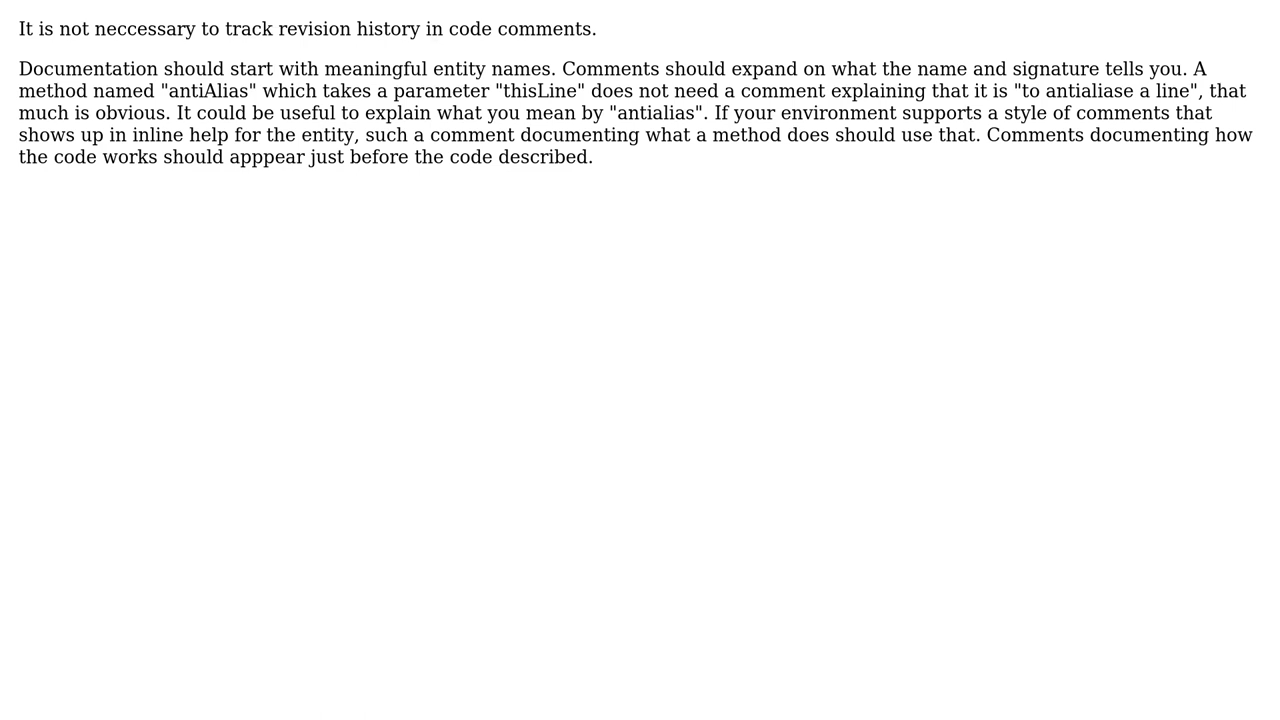 It is not neccessary to track revision history in code comments.
Documentation should start with meaningful entity names. Comments should expand on what the name and signature tells you. A
method named "antiAlias" which takes a parameter "thisLine" does not need a comment explaining that it is "to antialiase a line", that
much is obvious. It could be useful to explain what you mean by "antialias". If your environment supports a style of comments that
shows up in inline help for the entity, such a comment documenting what a method does should use that. Comments documenting how
the code works should apppear just before the code described.